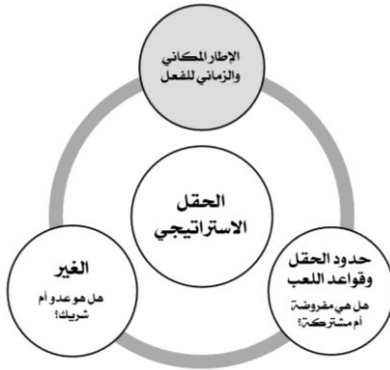 الإطار المكاني
والزماني للفعل
الحقل
الاستراتيجي
الغير
هل هو عدو أم
شريك؟
حدود الحقل
وقواعد اللعب
هل هي مفروضة
أم مشتركة؟